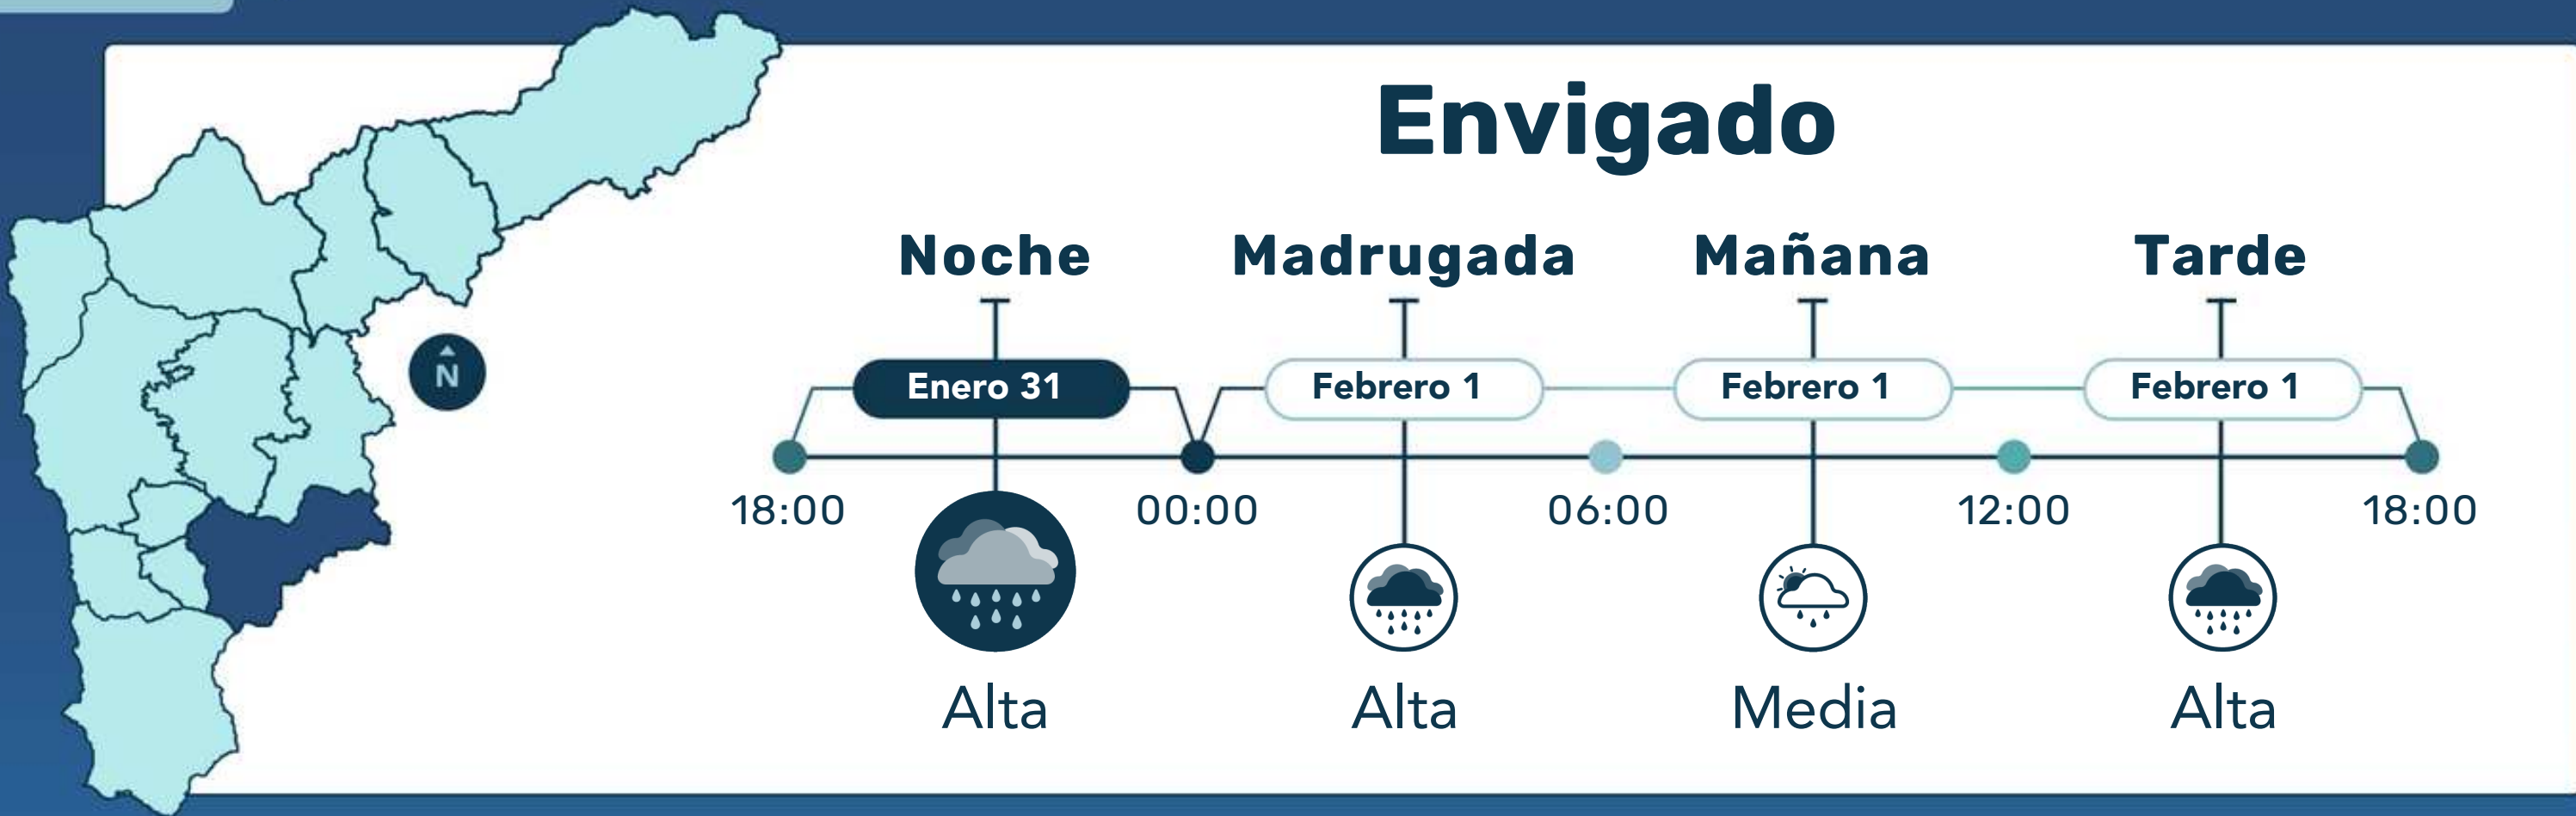 Envigado
Noche Madrugada Mañana Tarde
N
Enero 31 Febrero 1 Febrero 1 Febrero 1
18:00 00:00 06:00 12:00 18:00
Alta Alta Media Alta